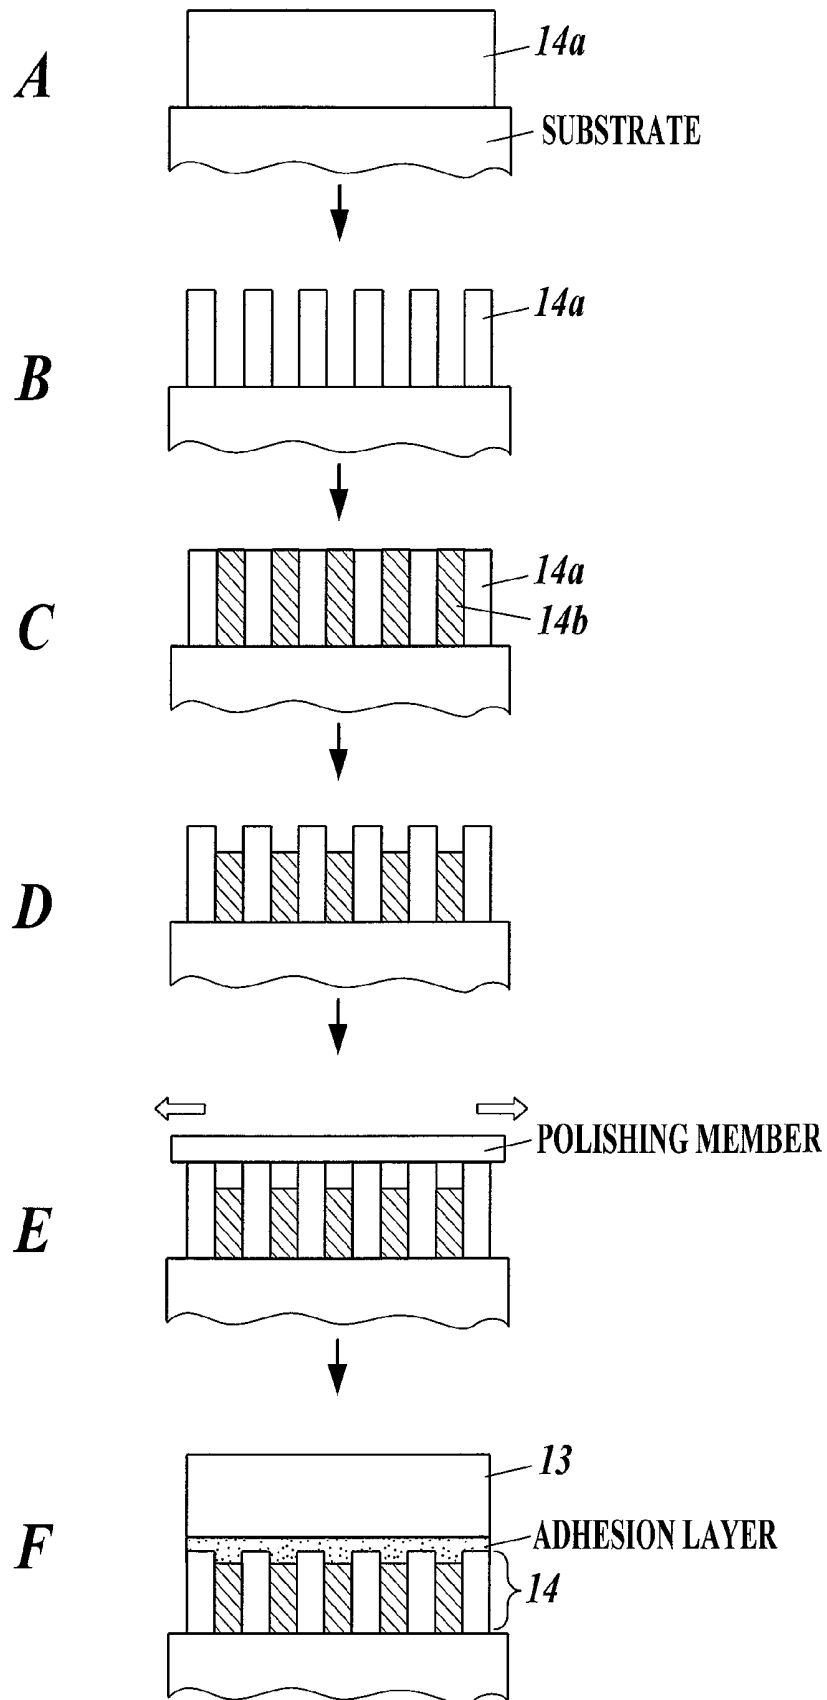 A
14a
SUBSTRATE
B
14a
C
14a
14b
D
POLISHING MEMBER
E
13
ADHESION LAYER
F
14